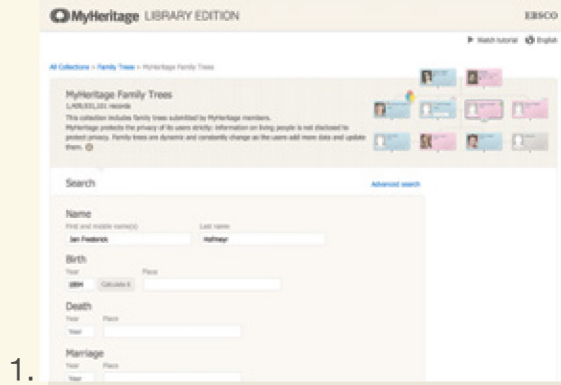 MyHeritage LIBRARY EDITION
EBSCO
Watch tutorial English
All Collections > Family Trees > MyHeritage Family Trees
MyHeritage Family Trees
records
This collection includes family trees submitted by MyHeritage members.
MyHeritage protects the privacy of its users strictly: information on living people is not disclosed to
protect privacy. Family trees are dynamic and constantly change as the users add more data and update
them.
Search
Advanced search
Name
First and middle name(s) Last name
Jan Frederick Hofmeyr
Birth
Year Place
Calculate it
Death
Year Place
Year
Marriage
Year Place
Year
1.